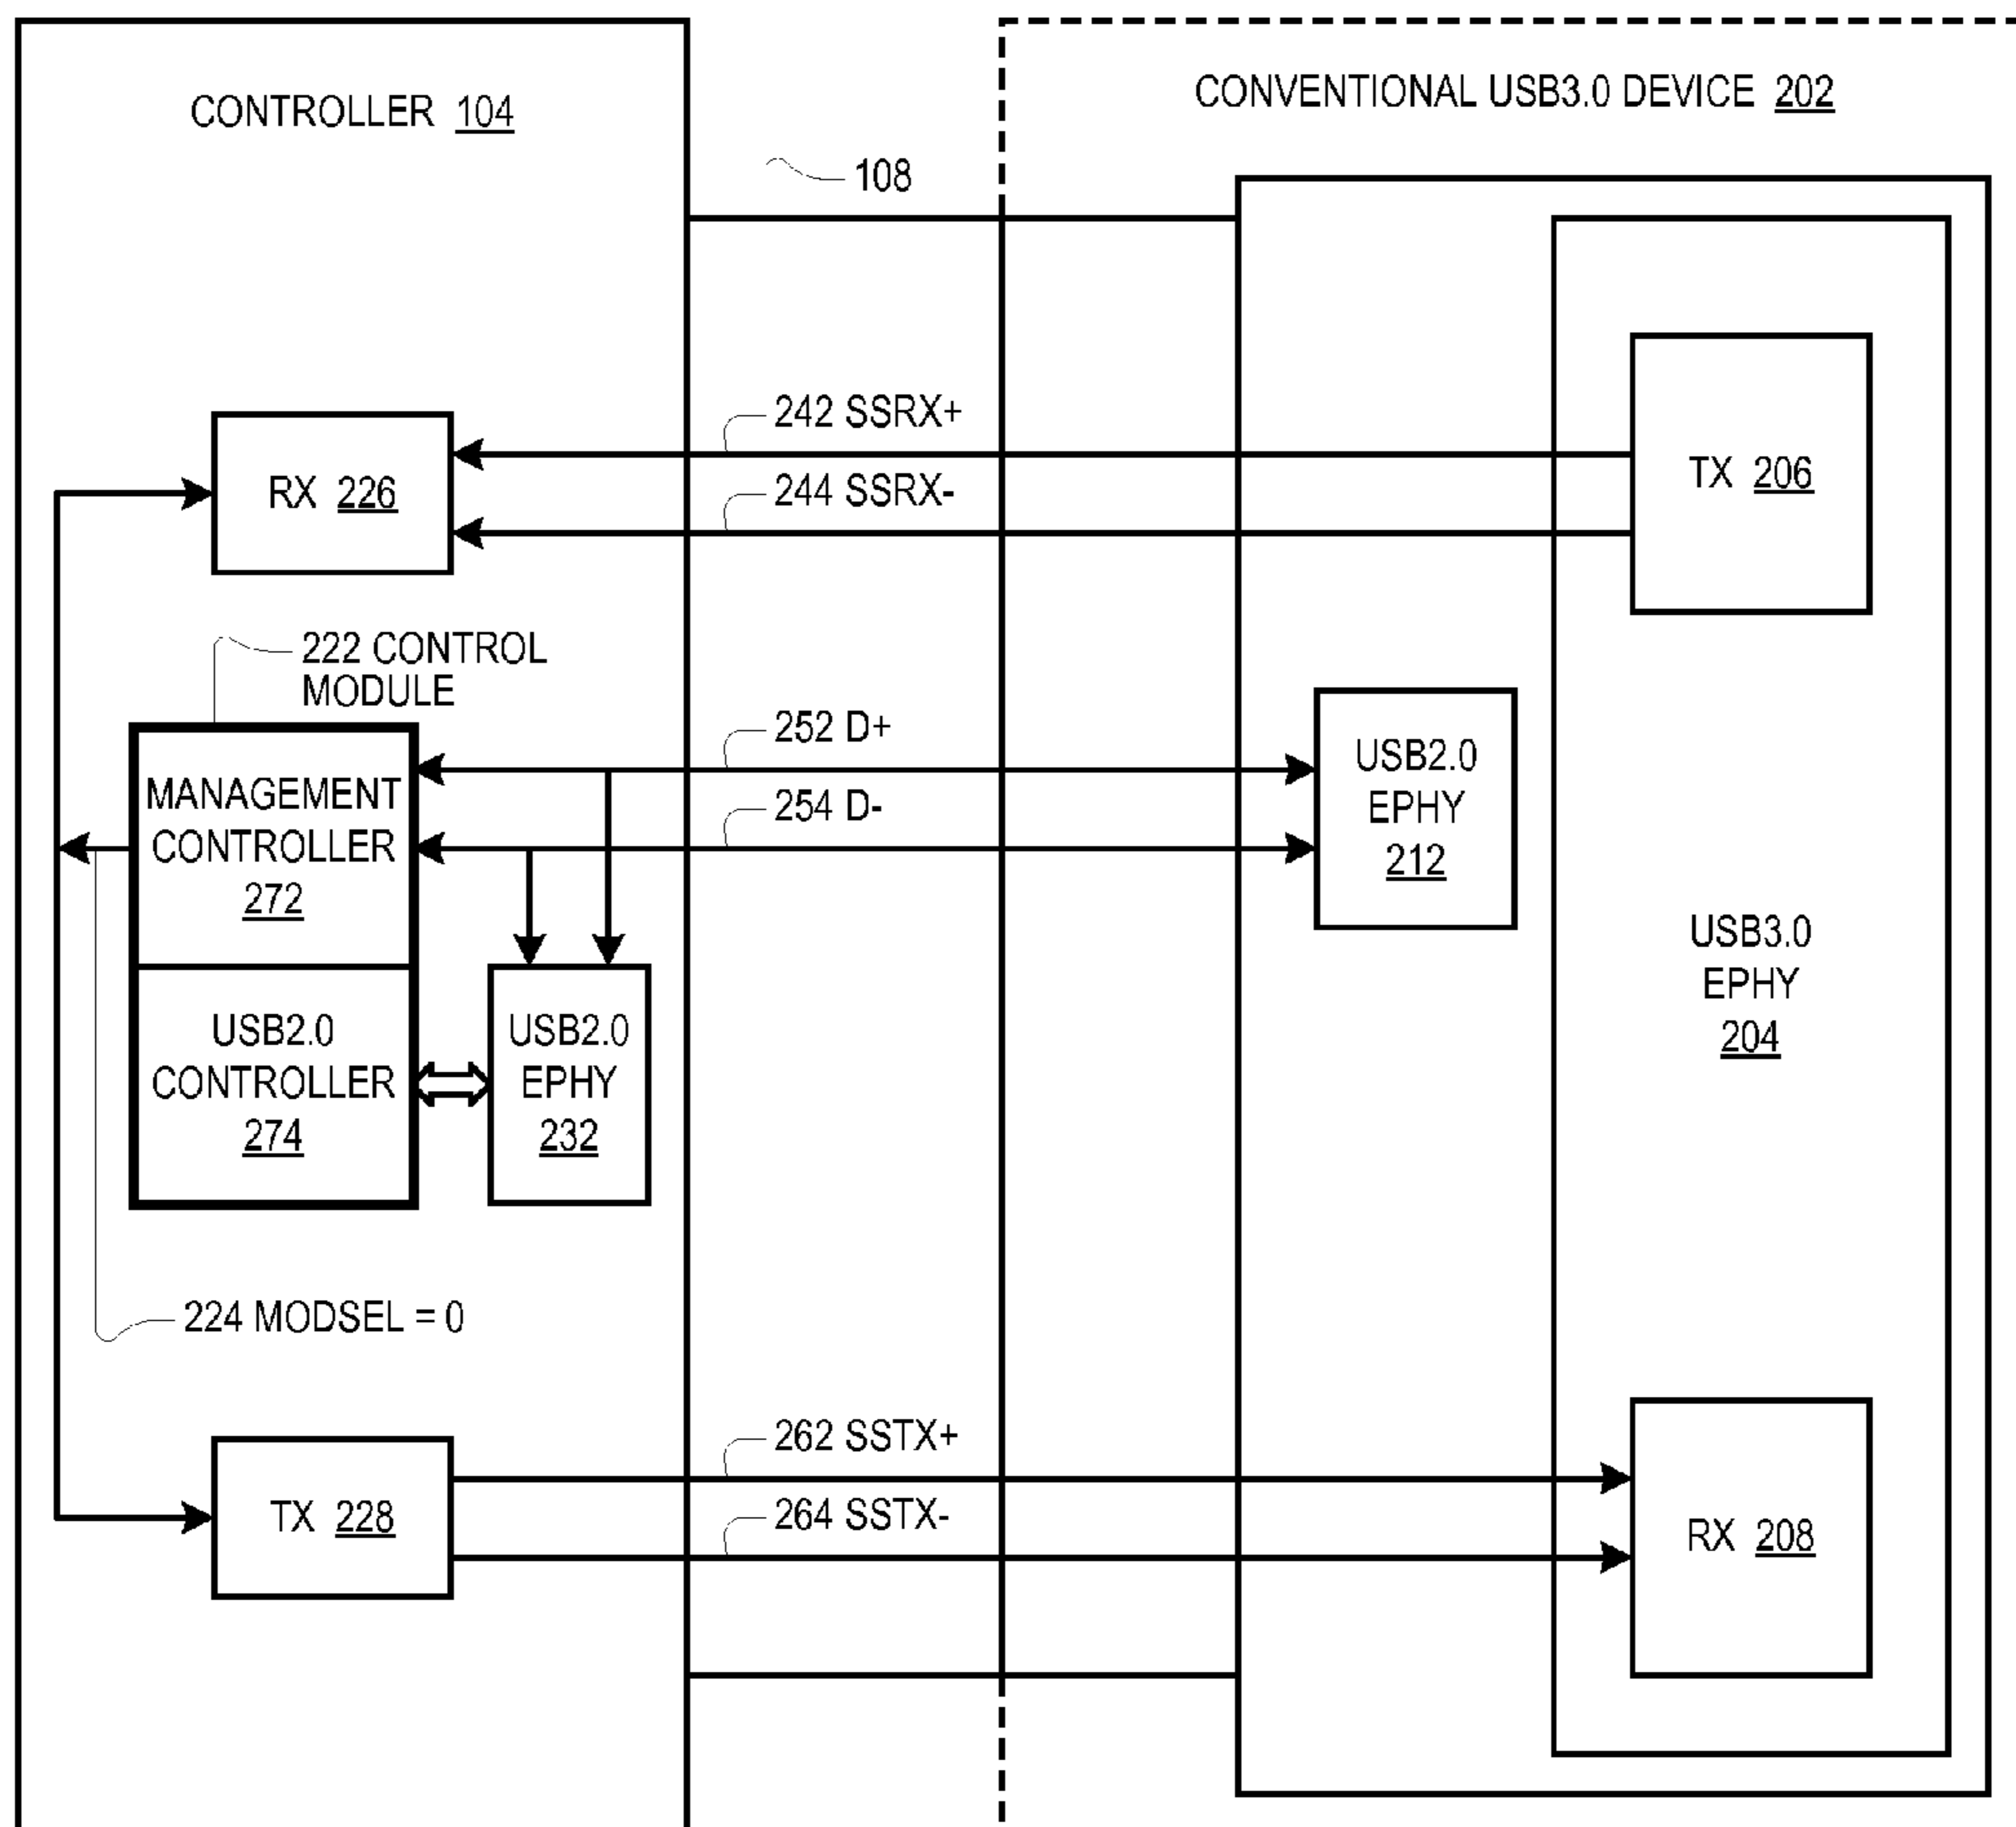 CONTROLLER 104
CONVENTIONAL USB3.0 DEVICE 202
108
242 SSRX+
244 SSRX-
RX 226
TX 206
222 CONTROL
MODULE
252 D+
254 D-
MANAGEMENT
CONTROLLER
272
USB2.0
EPHY
212
USB2.0
CONTROLLER
274
USB2.0
EPHY
232
USB3.0
EPHY
204
224 MODSEL = 0
262 SSTX+
264 SSTX-
TX 228
RX 208